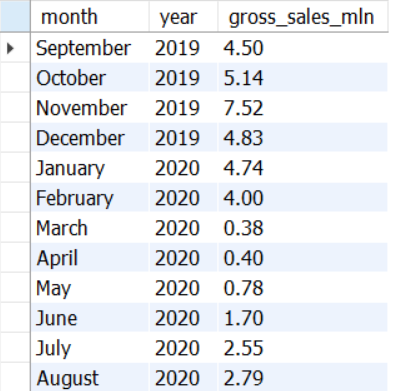 month year gross_sales_mln
September 2019 4.50
October 2019 5.14
November 2019 7.52
December 2019 4.83
January 2020 4.74
February 2020 4.00
March 2020 0.38
April 2020 0.40
May 2020 0.78
June 2020 1.70
July 2020 2.55
August 2020 2.79